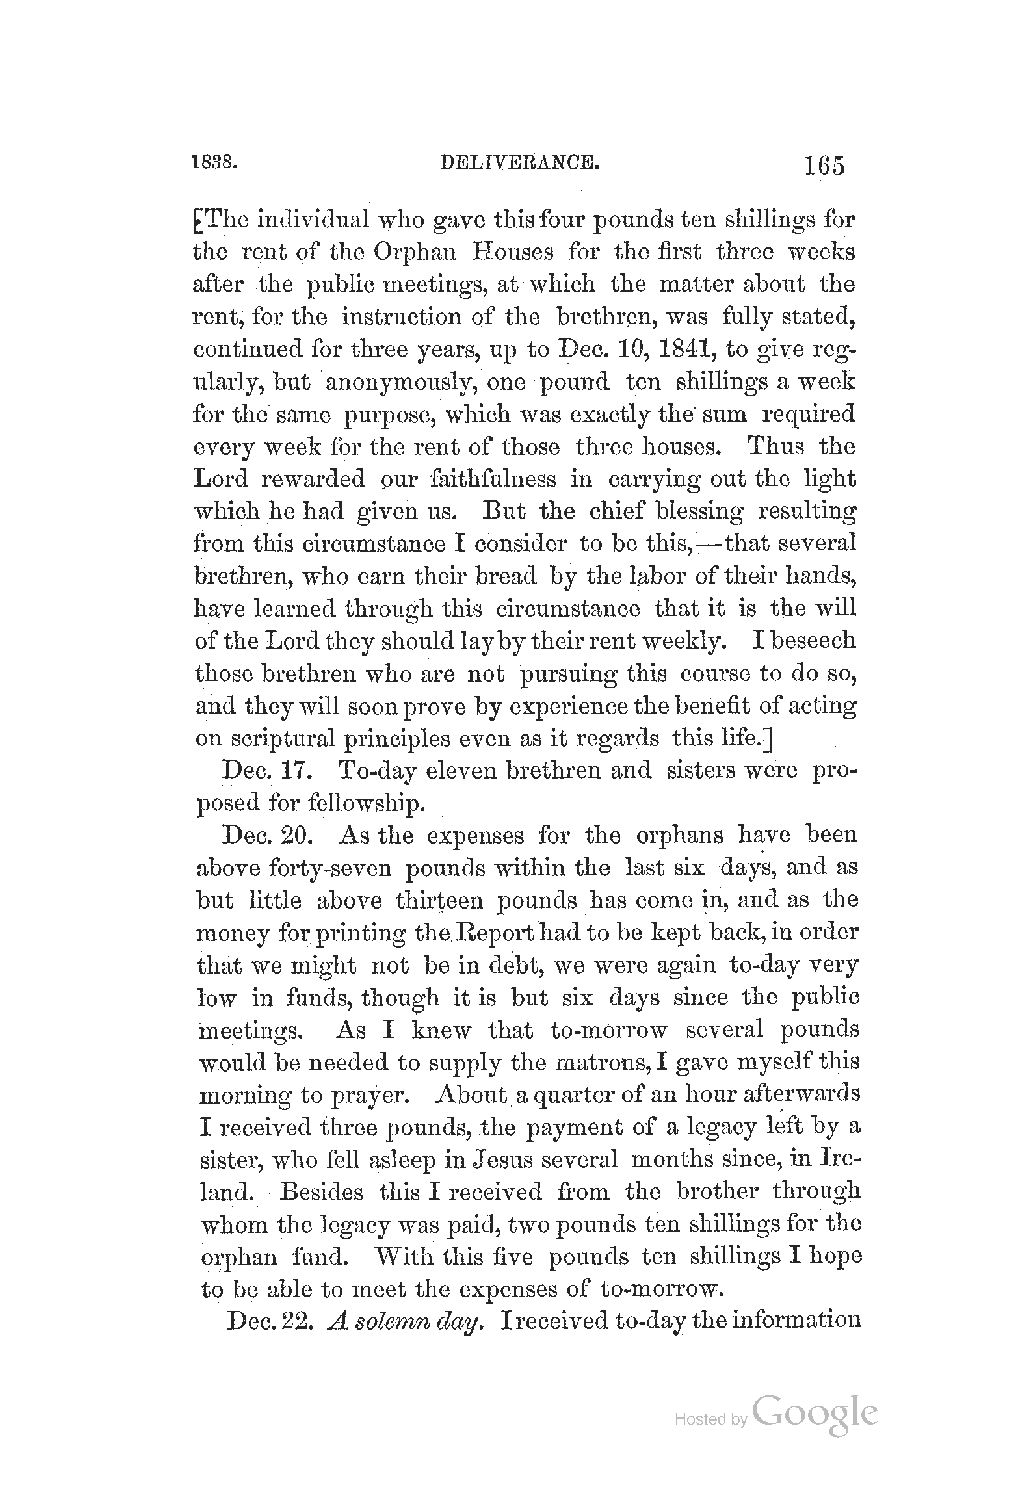 1838. DELIVERANCE. 165
[The individual who gave this four pounds ten shillings for
the rent of the Orphan Houses for the first three weeks
after the public meetings, at which the matter about the
rent, for the instruction of the brethren, was fully stated,
continued for three years, up to Dec. 10, 1841, to give reg-
ularly, but anonymously, one pound ten shillings a week
for the same purpose, which was exactly the sum required
every week for the rent of those three houses. Thus the
Lord rewarded our faithfulness in carrying out the light
which he had given us. But the chief blessing resulting
from this circumstance I consider to be this,—that several
brethren, who earn their bread by the labor of their hands,
have learned through this circumstance that it is the will
of the Lord they should lay by their rent weekly. I beseech
those brethren who are not pursuing this course to do so,
and they will soon prove by experience the benefit of acting
on scriptural principles even as it regards this life.]
Dec. 17. To-day eleven brethren and sisters were pro-
posed for fellowship.
Dec. 20. As the expenses for the orphans have been
above forty-seven pounds within the last six days, and as
but little above thirteen pounds has come in, and as the
money for printing the Report had to be kept back, in order
that we might not be in debt, we were again to-day very
low in funds, though it is but six days since the public
meetings. As I knew that to-morrow several pounds
would be needed to supply the matrons, I gave myself this
morning to prayer. About a quarter of an hour afterwards
I received three pounds, the payment of a legacy left by a
sister, who fell asleep in Jesus several months since, in Ire-
land. Besides this I received from the brother through
whom the legacy was paid, two pounds ten shillings for the
orphan fund. With this five pounds ten shillings I hope
to be able to meet the expenses of to-morrow.
Dec. 22. A solemn day. I received to-day the information
Hosted by Google